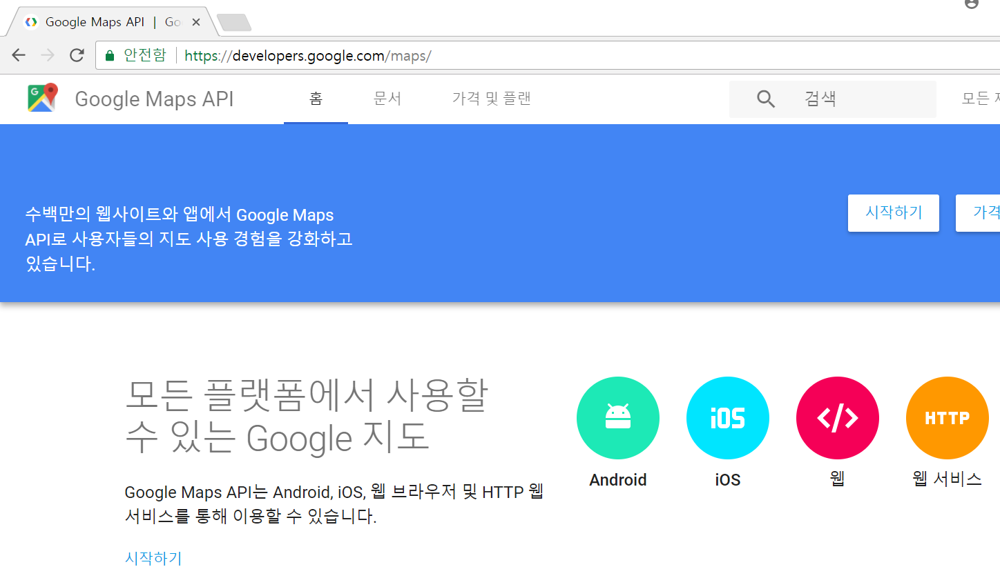 Google Maps API | Go
안전함 https://developers.google.com/maps/
Google Maps API 홈 문서 가격 및 플랜 검색 모든
수백만의 웹사이트와 앱에서 Google Maps
API로 사용자들의 지도 사용 경험을 강화하고
있습니다.
시작하기 가격
모든 플랫폼에서 사용할
수 있는 Google 지도
iOS </> HTTP
Android iOS 웹 웹 서비스
Google Maps API는 Android, iOS, 웹 브라우저 및 HTTP 웹
서비스를 통해 이용할 수 있습니다.
시작하기